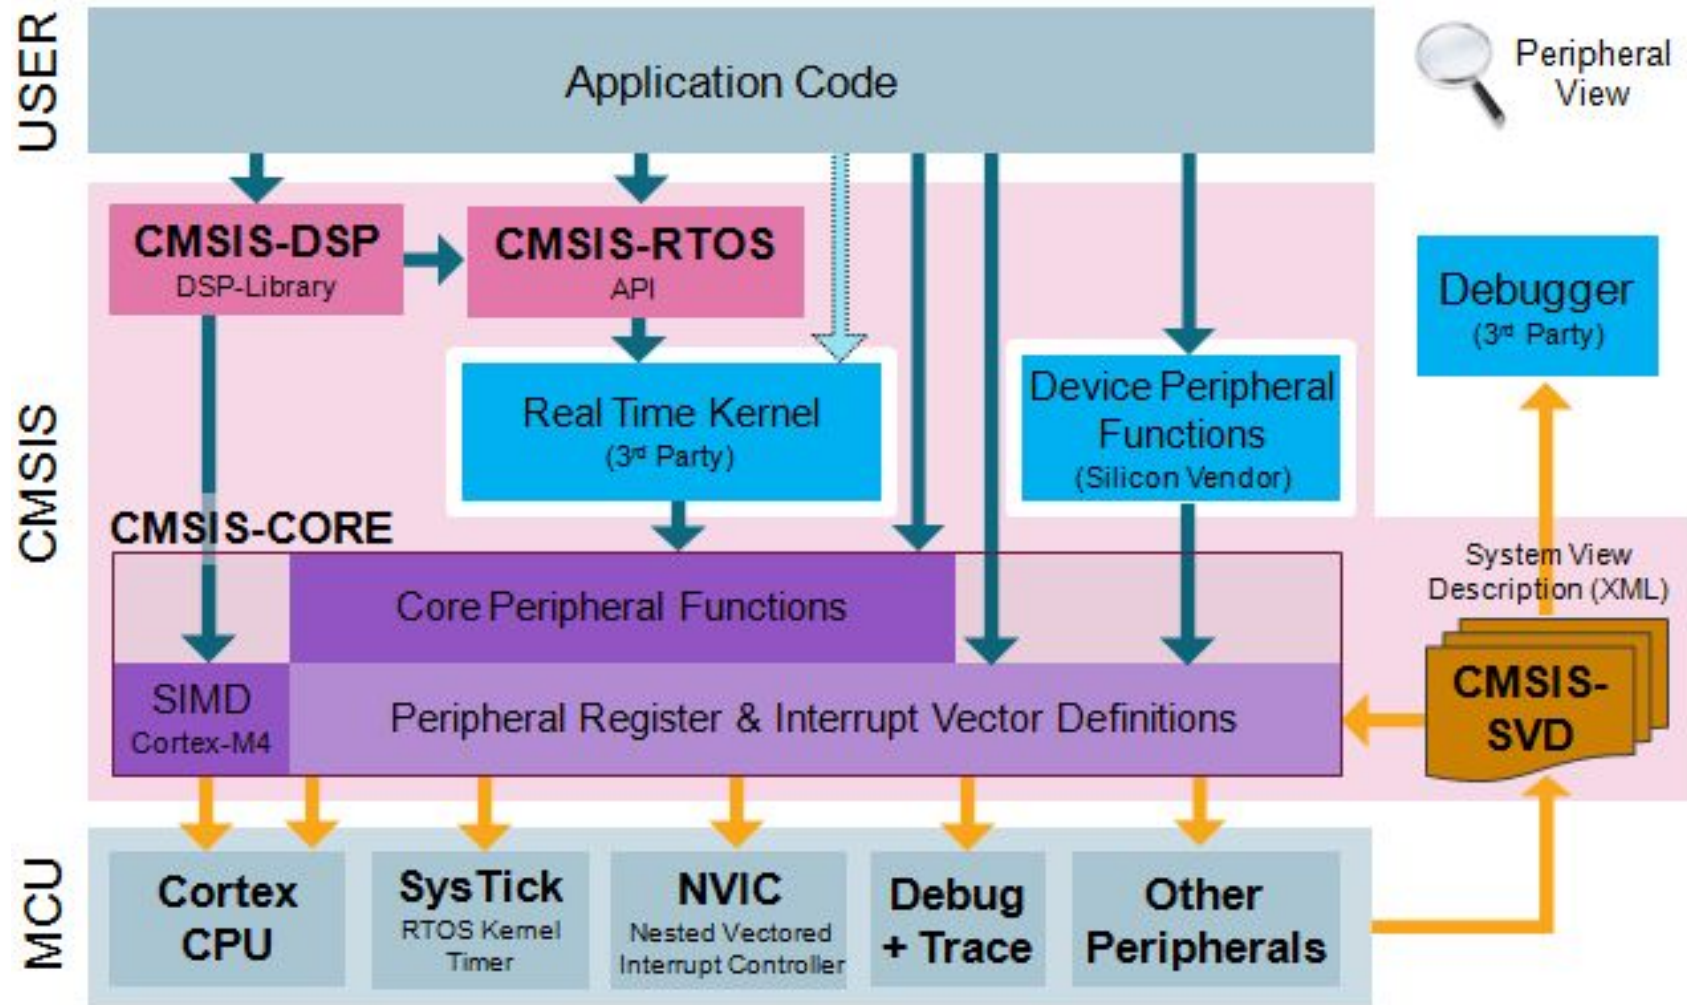 USER
Application Code
Peripheral
View
CMSIS
CMSIS-DSP
DSP-Library
CMSIS-RTOS
API
Real Time Kernel
(3rd Party)
Device Peripheral
Functions
(Silicon Vendor)
Debugger
(3rd Party)
CMSIS-CORE
Core Peripheral Functions
SIMD
Cortex-M4
Peripheral Register & Interrupt Vector Definitions
System View
Description (XML)
CMSIS-
SVD
MCU
Cortex
CPU
SysTick
RTOS Kernel
Timer
NVIC
Nested Vectored
Interrupt Controller
Debug
+ Trace
Other
Peripherals